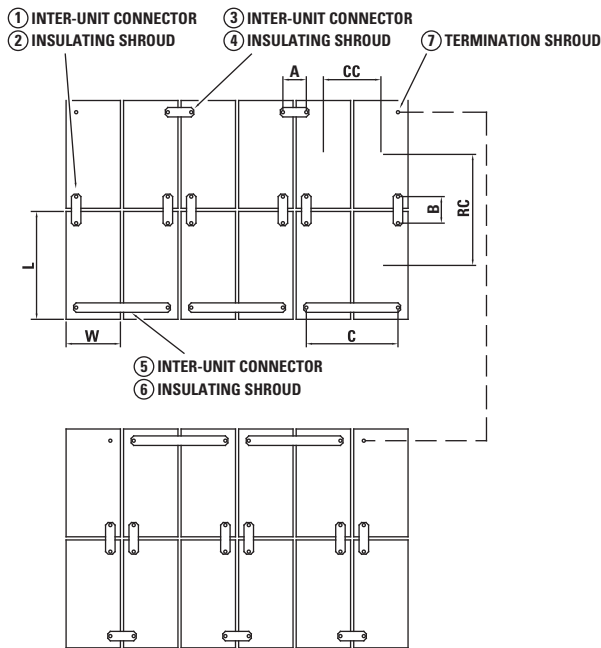 ① INTER-UNIT CONNECTOR
② INSULATING SHROUD
③ INTER-UNIT CONNECTOR
④ INSULATING SHROUD
⑦ TERMINATION SHROUD
A
CC
B
RC
L
W
C
⑤ INTER-UNIT CONNECTOR
⑥ INSULATING SHROUD